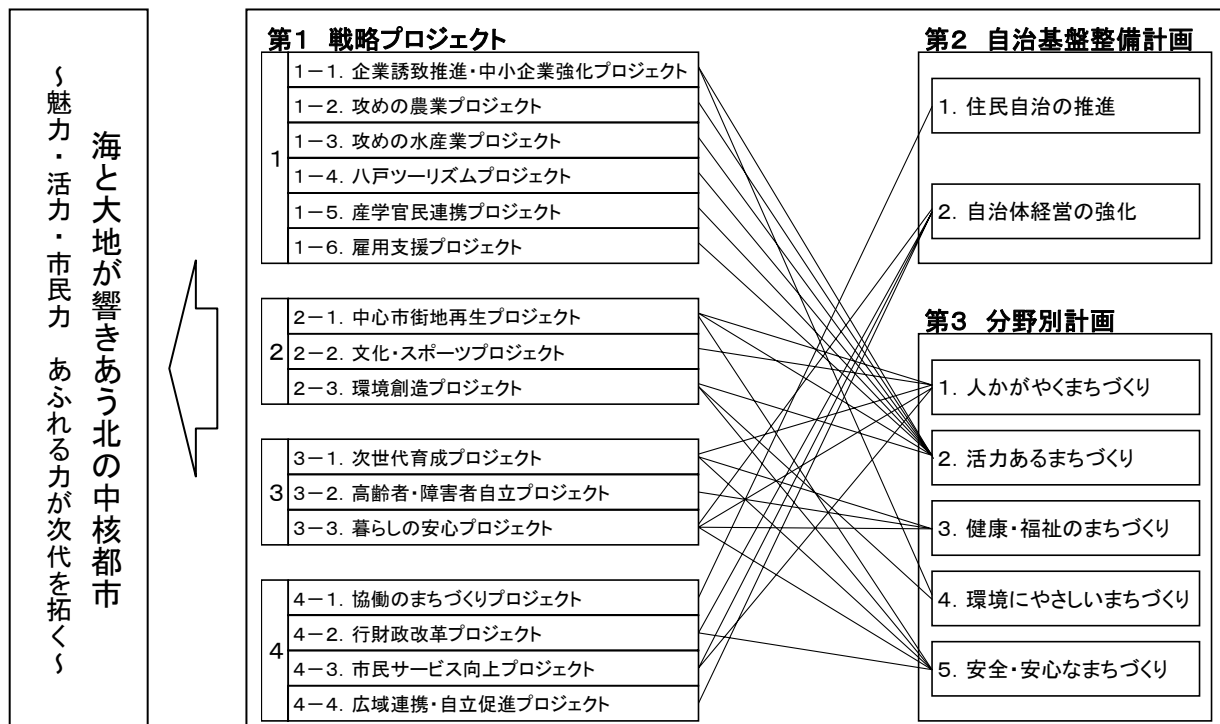 海と大地が響きあう北の中核都市
～魅力・活力・市民力　あふれる力が次代を拓く～
第１　戦略プロジェクト
1
１－１．企業誘致推進・中小企業強化プロジェクト
１－２．攻めの農業プロジェクト
１－３．攻めの水産業プロジェクト
１－４．八戸ツーリズムプロジェクト
１－５．産学官民連携プロジェクト
１－６．雇用支援プロジェクト
2
２－１．中心市街地再生プロジェクト
２－２．文化・スポーツプロジェクト
２－３．環境創造プロジェクト
3
３－１．次世代育成プロジェクト
３－２．高齢者・障害者自立プロジェクト
３－３．暮らしの安心プロジェクト
4
４－１．協働のまちづくりプロジェクト
４－２．行財政改革プロジェクト
４－３．市民サービス向上プロジェクト
４－４．広域連携・自立促進プロジェクト
第２　自治基盤整備計画
１．住民自治の推進
２．自治体経営の強化
第３　分野別計画
１．人かがやくまちづくり
２．活力あるまちづくり
３．健康・福祉のまちづくり
４．環境にやさしいまちづくり
５．安全・安心なまちづくり